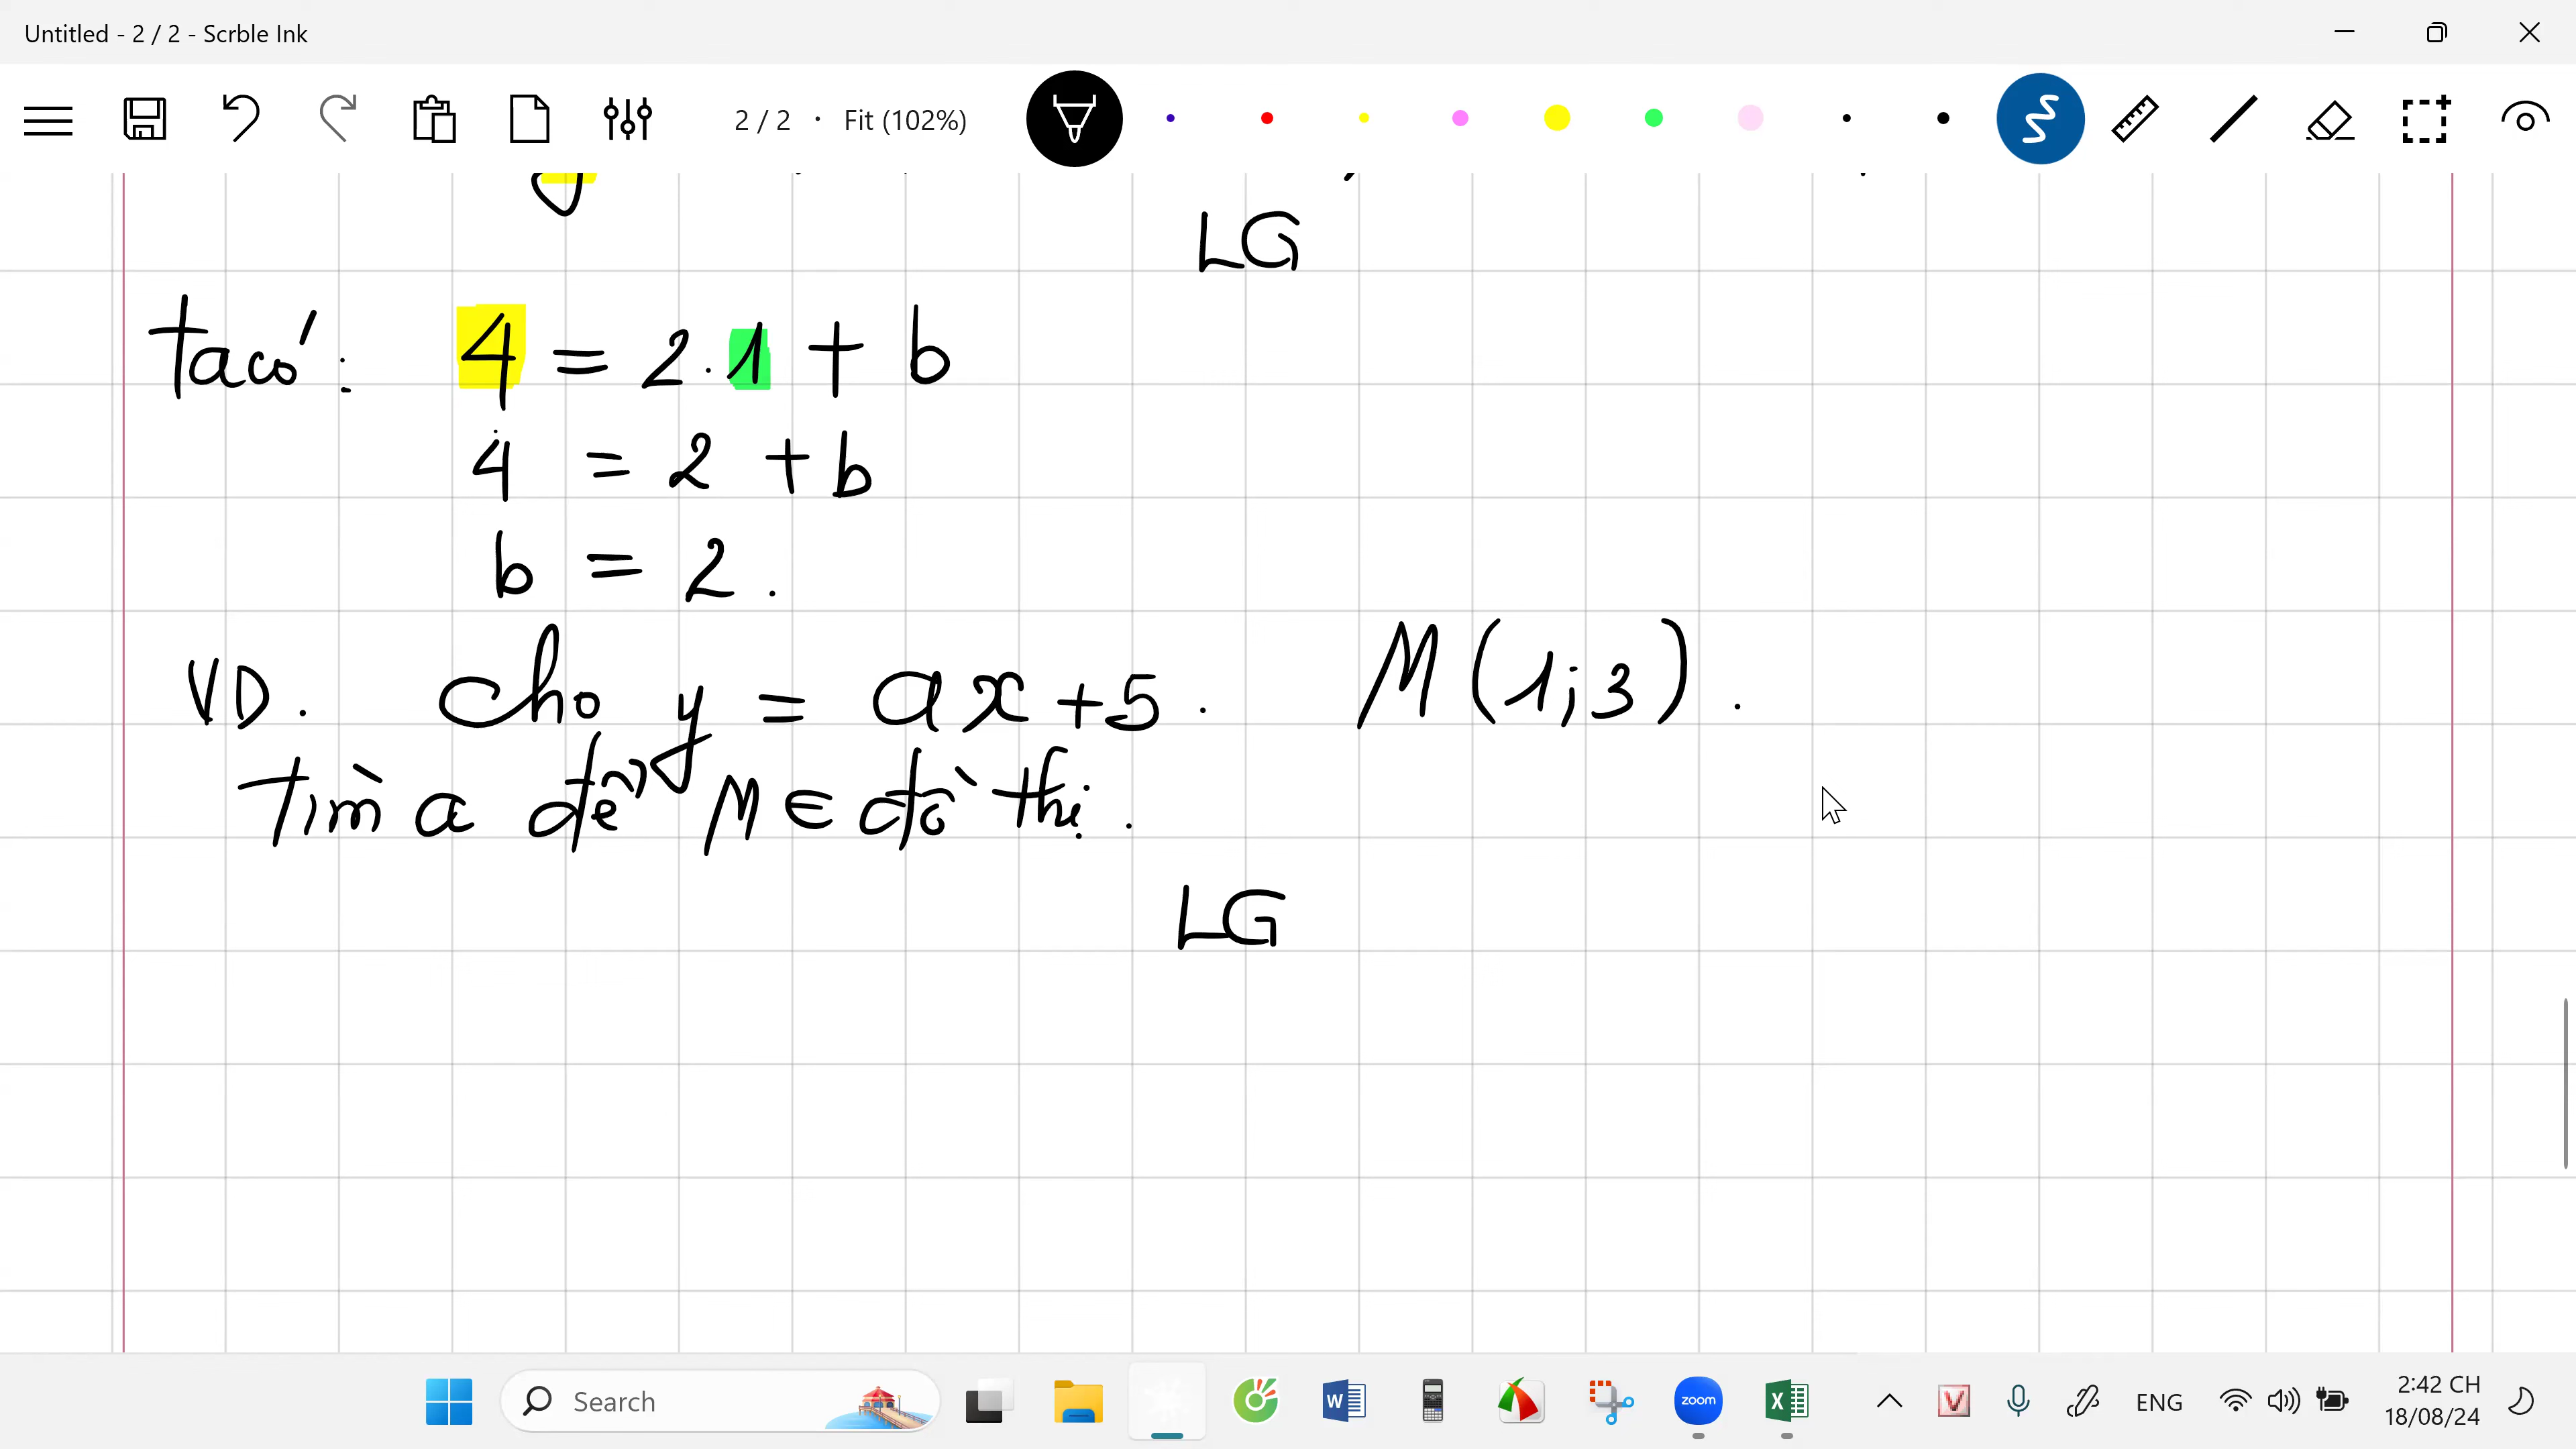 Untitled - 2 / 2 - Scrble Ink
2 / 2 · Fit (102%)
LG
Ta có: 4 = 2.1 + b
4 = 2 + b
b = 2.
VD. Cho y = ax + 5. M(1;3).
Tìm a để M ∈ đồ thị.
LG
Search
W
zoom
X
V
ENG
2:42 CH
18/08/24